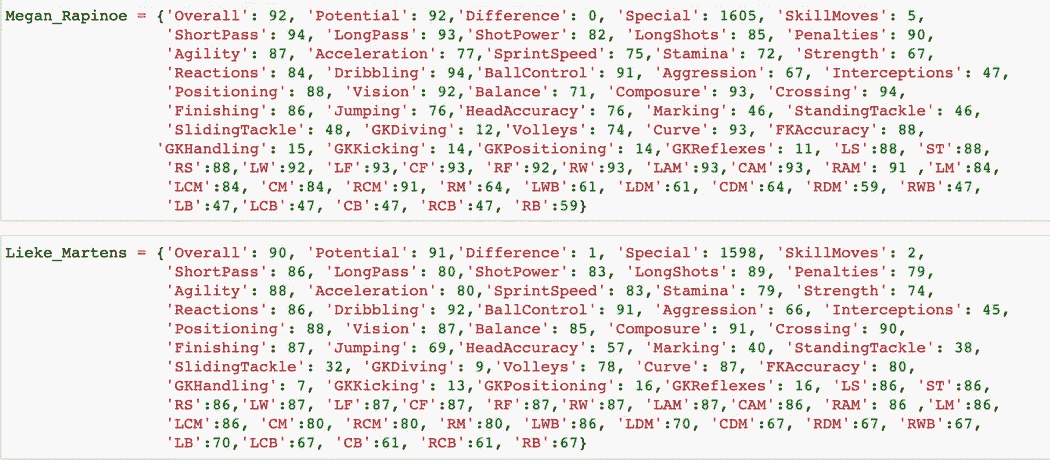 Megan_Rapinoe = {'Overall': 92, 'Potential': 92,'Difference': 0, 'Special': 1605, 'SkillMoves': 5,
'ShortPass': 94, 'LongPass': 93,'ShotPower': 82, 'LongShots': 85, 'Penalties': 90,
'Agility': 87, 'Acceleration': 77,'SprintSpeed': 75,'Stamina': 72, 'Strength': 67,
'Reactions': 84, 'Dribbling': 94,'BallControl': 91, 'Aggression': 67, 'Interceptions': 47,
'Positioning': 88, 'Vision': 92,'Balance': 71, 'Composure': 93, 'Crossing': 94,
'Finishing': 86, 'Jumping': 76,'HeadAccuracy': 76, 'Marking': 46, 'StandingTackle': 46,
'SlidingTackle': 48, 'GKDiving': 12,'Volleys': 74, 'Curve': 93, 'FKAccuracy': 88,
'GKHandling': 15, 'GKKicking': 14,'GKPositioning': 14,'GKReflexes': 11, 'LS':88, 'ST':88,
'RS':88,'LW':92, 'LF':93,'CF':93, 'RF':92,'RW':93, 'LAM':93,'CAM':93, 'RAM': 91 ,'LM':84,
'LCM':84, 'CM':84, 'RCM':91, 'RM':64, 'LWB':61, 'LDM':61, 'CDM':64, 'RDM':59, 'RWB':47,
'LB':47,'LCB':47, 'CB':47, 'RCB':47, 'RB':59}
Lieke_Martens = {'Overall': 90, 'Potential': 91,'Difference': 1, 'Special': 1598, 'SkillMoves': 2,
'ShortPass': 86, 'LongPass': 80,'ShotPower': 83, 'LongShots': 89, 'Penalties': 79,
'Agility': 88, 'Acceleration': 80,'SprintSpeed': 83,'Stamina': 79, 'Strength': 74,
'Reactions': 86, 'Dribbling': 92,'BallControl': 91, 'Aggression': 66, 'Interceptions': 45,
'Positioning': 88, 'Vision': 87,'Balance': 85, 'Composure': 91, 'Crossing': 90,
'Finishing': 87, 'Jumping': 69,'HeadAccuracy': 57, 'Marking': 40, 'StandingTackle': 38,
'SlidingTackle': 32, 'GKDiving': 9,'Volleys': 78, 'Curve': 87, 'FKAccuracy': 80,
'GKHandling': 7, 'GKKicking': 13,'GKPositioning': 16,'GKReflexes': 16, 'LS':86, 'ST':86,
'RS':86,'LW':87, 'LF':87,'CF':87, 'RF':87,'RW':87, 'LAM':87,'CAM':86, 'RAM': 86 ,'LM':86,
'LCM':86, 'CM':80, 'RCM':80, 'RM':80, 'LWB':86, 'LDM':70, 'CDM':67, 'RDM':67, 'RWB':67,
'LB':70,'LCB':67, 'CB':61, 'RCB':61, 'RB':67}